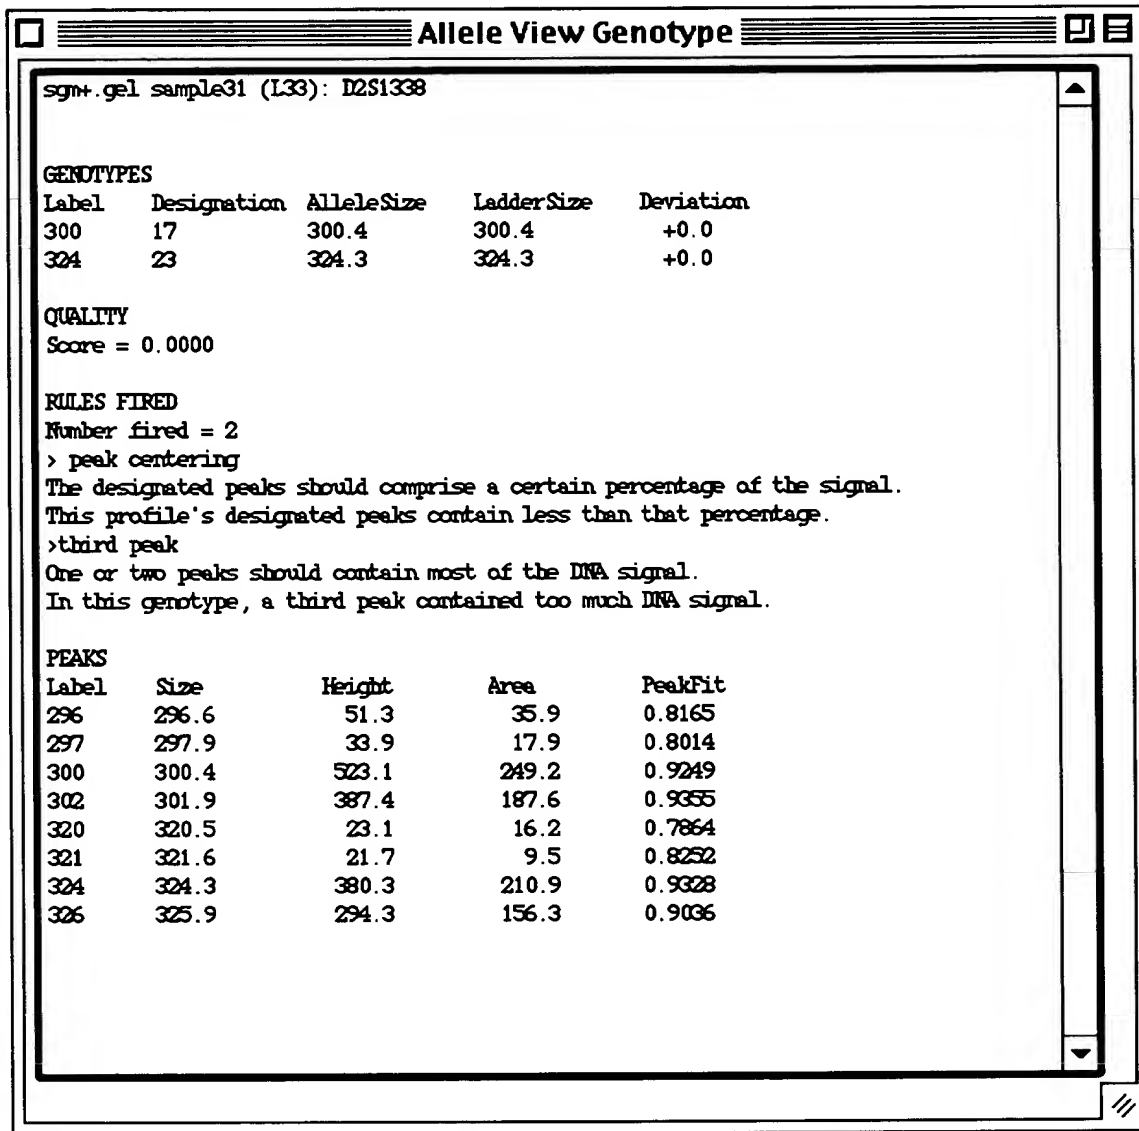 Allele View Genotype
sgm+.gel sample31 (L33): D2S1338
GENOTYPES
Label Designation AlleleSize LadderSize Deviation
300 17 300.4 300.4 +0.0
324 23 324.3 324.3 +0.0
QUALITY
Score = 0.0000
RULES FIRED
Number fired = 2
> peak centering
The designated peaks should comprise a certain percentage of the signal.
This profile's designated peaks contain less than that percentage.
>third peak
One or two peaks should contain most of the DNA signal.
In this genotype, a third peak contained too much DNA signal.
PEAKS
Label Size Height Area PeakFit
296 296.6 51.3 35.9 0.8165
297 297.9 33.9 17.9 0.8014
300 300.4 523.1 249.2 0.9249
302 301.9 387.4 187.6 0.9355
320 320.5 23.1 16.2 0.7864
321 321.6 21.7 9.5 0.8252
324 324.3 380.3 210.9 0.9328
326 325.9 294.3 156.3 0.9036